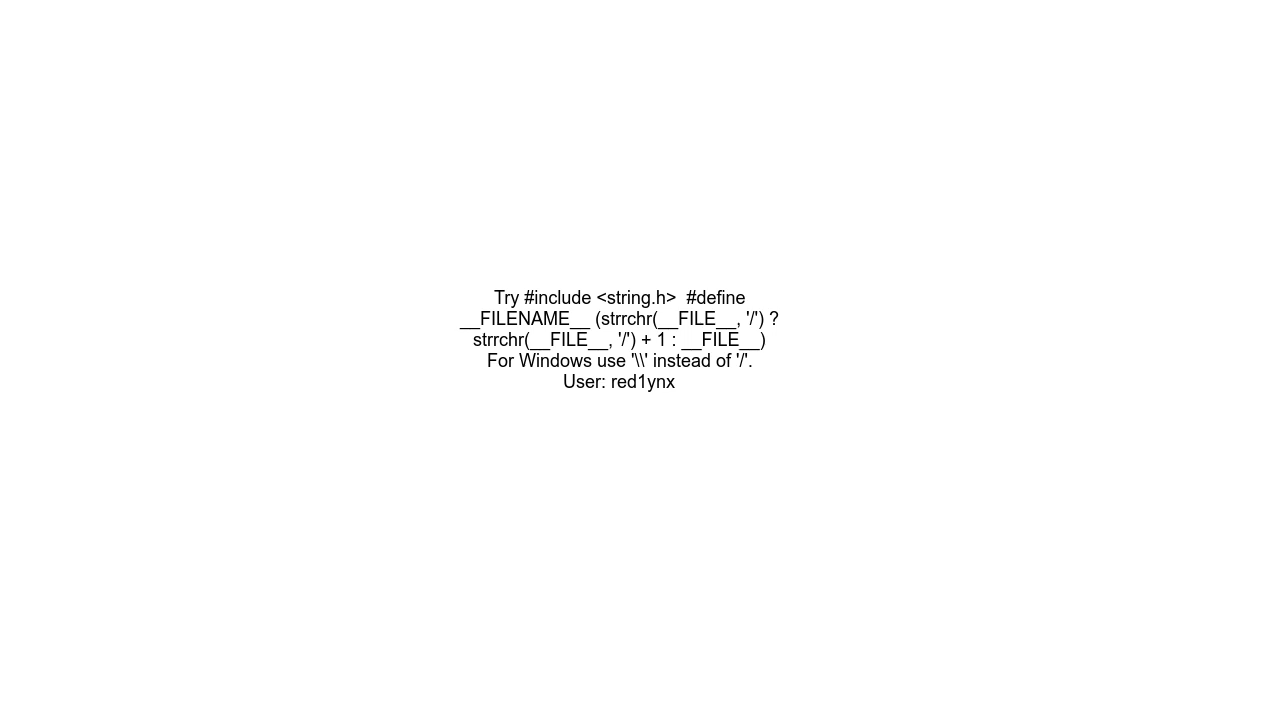 Try #include <string.h>  #define
__FILENAME__ (strrchr(__FILE__, '/') ?
strrchr(__FILE__, '/') + 1 : __FILE__)
For Windows use '\\' instead of '/'.
User: red1ynx